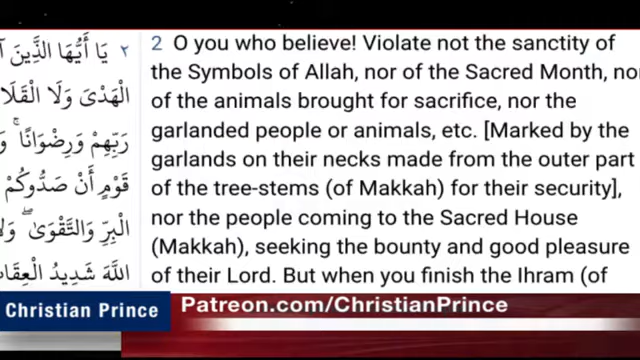 2 O you who believe! Violate not the sanctity of
the Symbols of Allah, nor of the Sacred Month, nor
of the animals brought for sacrifice, nor the
garlanded people or animals, etc. [Marked by the
garlands on their necks made from the outer part
of the tree-stems (of Makkah) for their security],
nor the people coming to the Sacred House
(Makkah), seeking the bounty and good pleasure
of their Lord. But when you finish the Ihram (of
٢ يَا أَيُّهَا الَّذِينَ
الْهَدْيَ وَلَا الْقَلَا
رَبِّهِمْ وَرِضْوَانًا ۚ
قَوْمٍ أَنْ صَدُّوكُمْ
الْبِرِّ وَالتَّقْوَىٰ ۖ وَلَا
اللَّهَ شَدِيدُ الْعِقَا
Christian Prince
Patreon.com/ChristianPrince